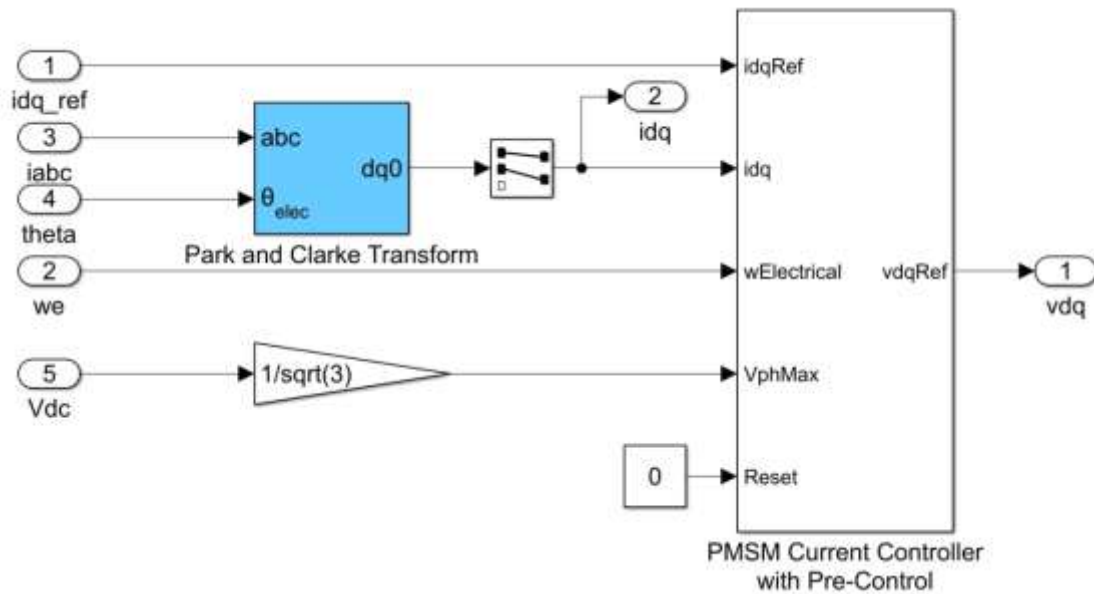 1
idq_ref
3
iabc
4
theta
2
we
5
Vdc
abc
θelec
dq0
Park and Clarke Transform
1/sqrt(3)
2
idq
0
idqRef
idq
wElectrical
VphMax
Reset
vdqRef
PMSM Current Controller
with Pre-Control
1
vdq